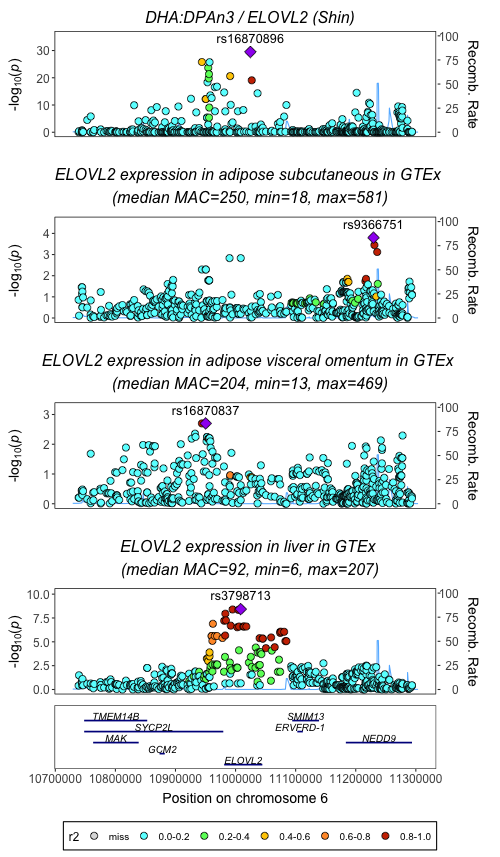 DHA:DPAn3 / ELOVL2 (Shin)
rs16870896
30
20
10
0
-log10(p)
100
75
50
25
0
Recomb. Rate
ELOVL2 expression in adipose subcutaneous in GTEx
(median MAC=250, min=18, max=581)
rs9366751
4
3
2
1
0
-log10(p)
100
75
50
25
0
Recomb. Rate
ELOVL2 expression in adipose visceral omentum in GTEx
(median MAC=204, min=13, max=469)
rs16870837
3
2
1
0
-log10(p)
100
75
50
25
0
Recomb. Rate
ELOVL2 expression in liver in GTEx
(median MAC=92, min=6, max=207)
rs3798713
10.0
7.5
5.0
2.5
0.0
-log10(p)
100
75
50
25
0
Recomb. Rate
TMEM14B SMIM13
SYCP2L ERVFRD-1
MAK NEDD9
GCM2
ELOVL2
10700000 10800000 10900000 11000000 11100000 11200000 11300000
Position on chromosome 6
r2 miss 0.0-0.2 0.2-0.4 0.4-0.6 0.6-0.8 0.8-1.0